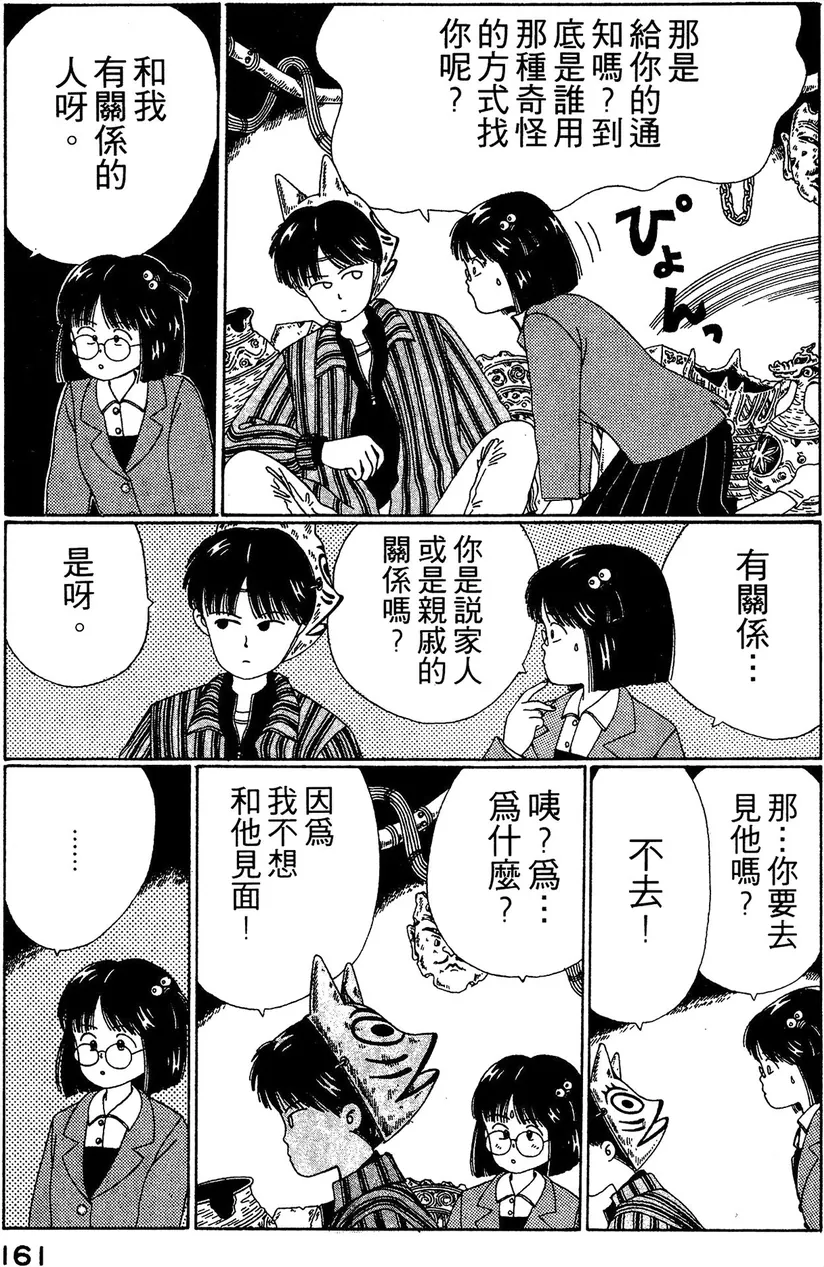 那是
給你的通
知嗎？到
底是誰用
那種奇怪
的方式找
你呢？
ぴょんっ
和我
有關係的
人呀。
有關係…
你是説家人
或是親戚的
關係嗎？
是呀。
那…你要去
見他嗎？
不去！
咦？爲…
爲什麼？
因爲
我不想
和他見面！
……
161